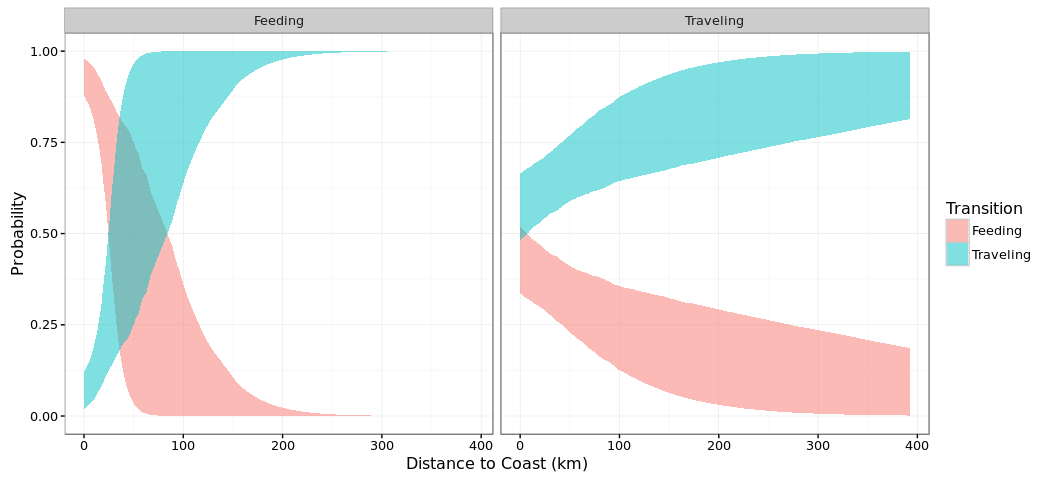 Feeding
Traveling
1.00
0.75
0.50
0.25
0.00
Probability
0 100 200 300 400
0 100 200 300 400
Distance to Coast (km)
Transition
Feeding
Traveling